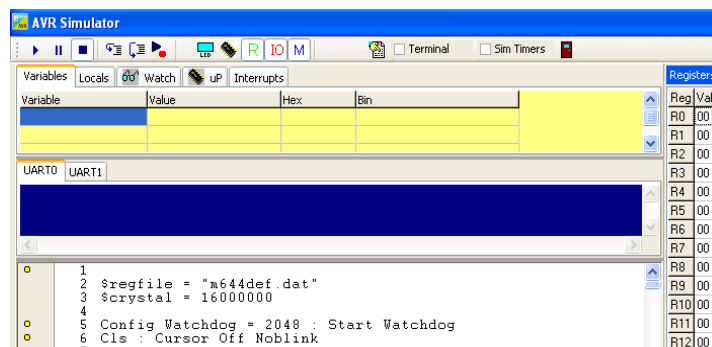 AVR Simulator
LCD R IO M Terminal Sim Timers
Variables Locals Watch uP Interrupts
Variable Value Hex Bin
UART0 UART1
1
2 $regfile = "m644def.dat"
3 $crystal = 16000000
4
5 Config Watchdog = 2048 : Start Watchdog
6 Cls : Cursor Off Noblink
Registers
Reg Val
R0 00
R1 00
R2 00
R3 00
R4 00
R5 00
R6 00
R7 00
R8 00
R9 00
R10 00
R11 00
R12 00